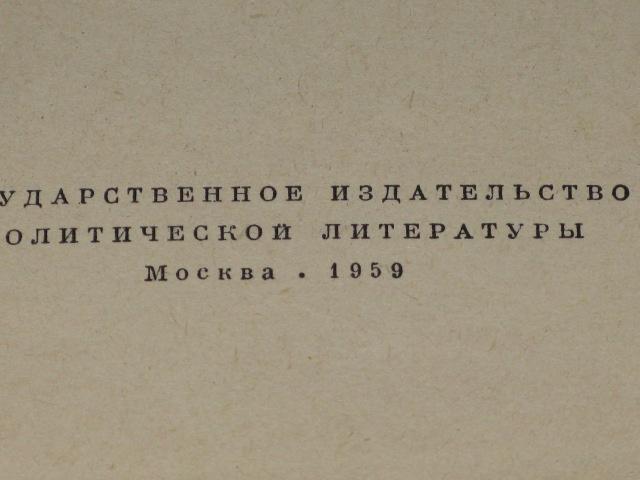 УДАРСТВЕННОЕ ИЗДАТЕЛЬСТВО
ОЛИТИЧЕСКОЙ ЛИТЕРАТУРЫ
Москва . 1959